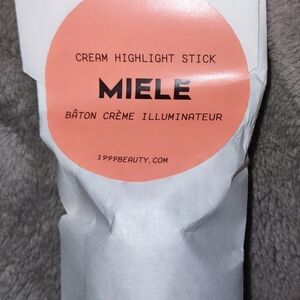 CREAM HIGHLIGHT STICK
MIELE
BÂTON CRÈME ILLUMINATEUR
1999BEAUTY.COM